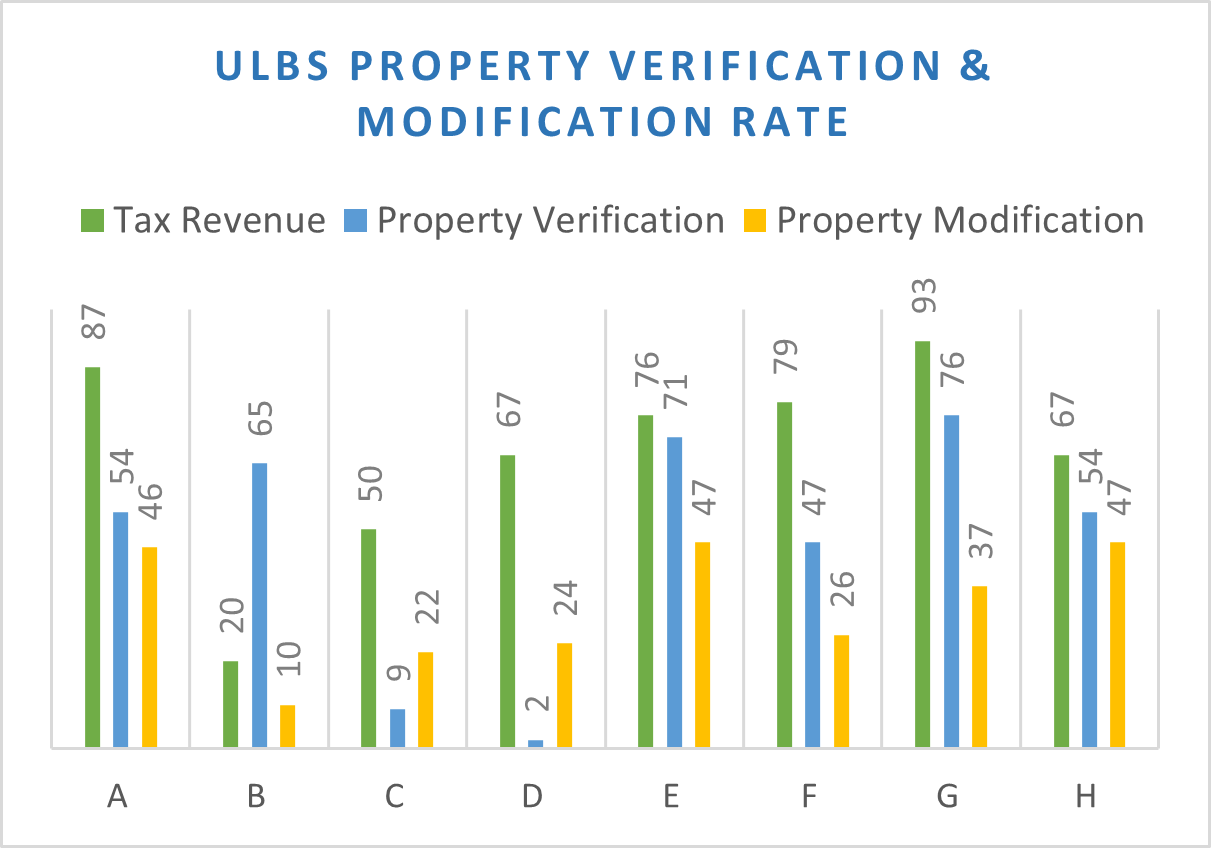 ULBS PROPERTY VERIFICATION &
MODIFICATION RATE
Tax Revenue Property Verification Property Modification
87 54 46
20 65 10
50 9 22
67 2 24
76 71 47
79 47 26
93 76 37
67 54 47
A B C D E F G H